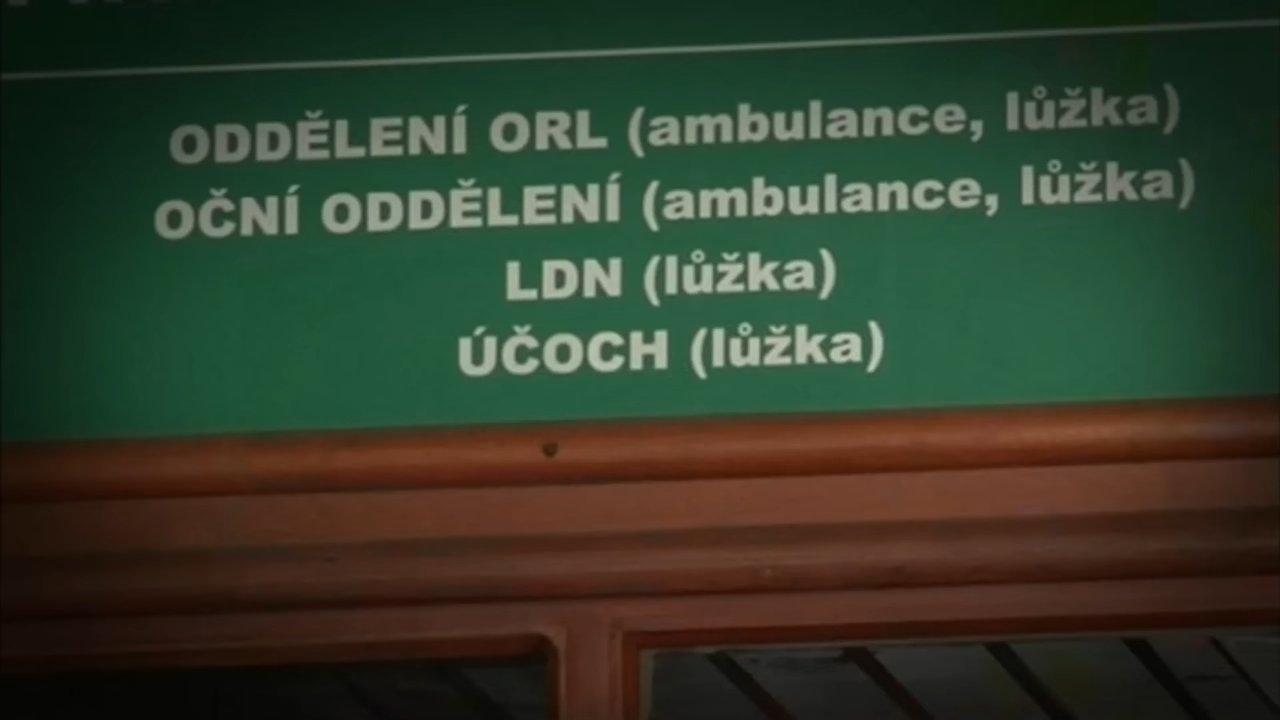 ODDĚLENÍ ORL (ambulance, lůžka)
OČNÍ ODDĚLENÍ (ambulance, lůžka)
LDN (lůžka)
ÚČOCH (lůžka)